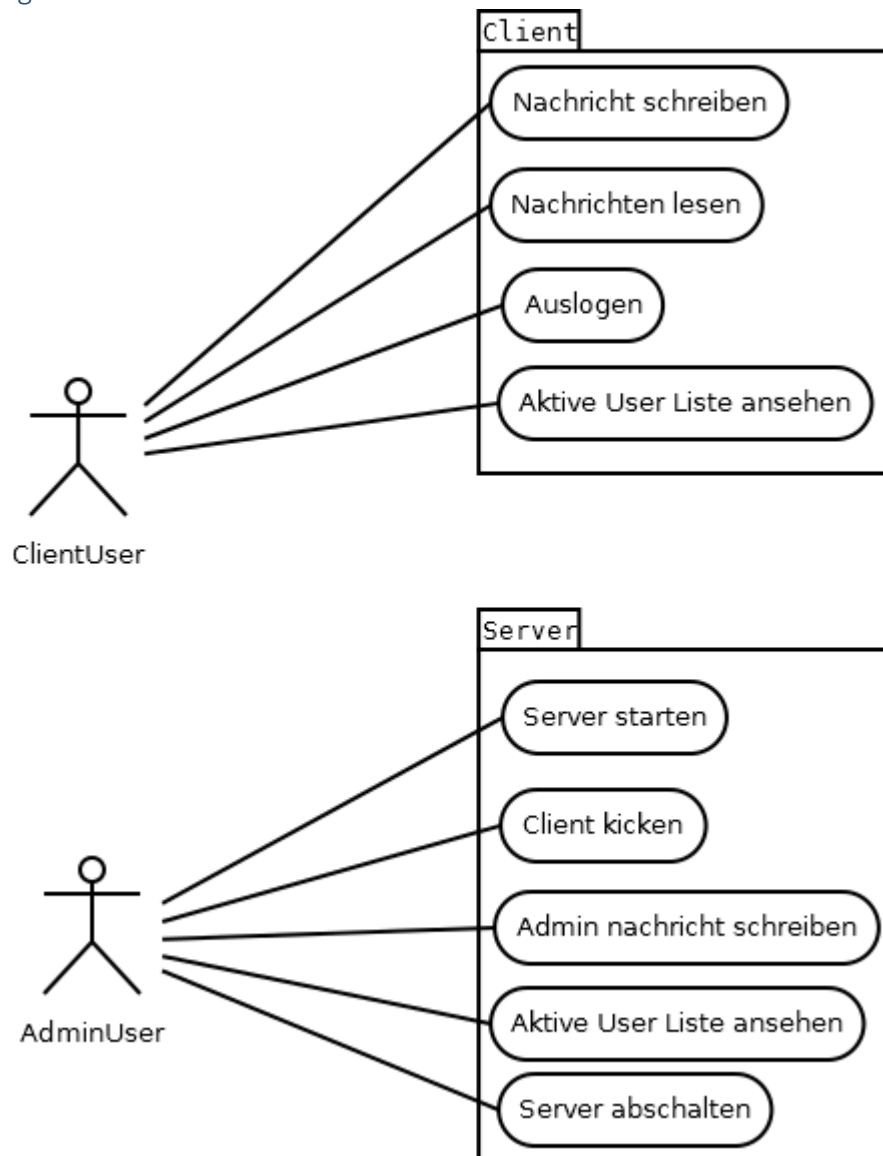 Client
Nachricht schreiben
Nachrichten lesen
Auslogen
Aktive User Liste ansehen
ClientUser
Server
Server starten
Client kicken
Admin nachricht schreiben
Aktive User Liste ansehen
Server abschalten
AdminUser